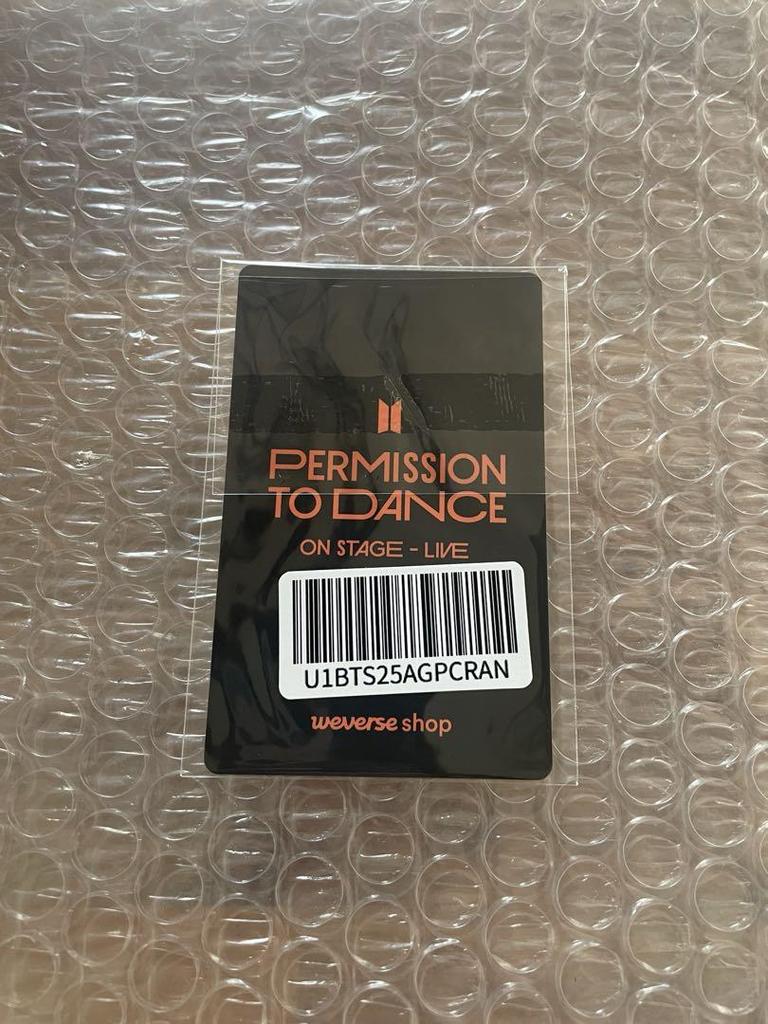 PERMISSION
TO DANCE
ON STAGE - LIVE
U1BTS25AGPCRAN
weverse shop